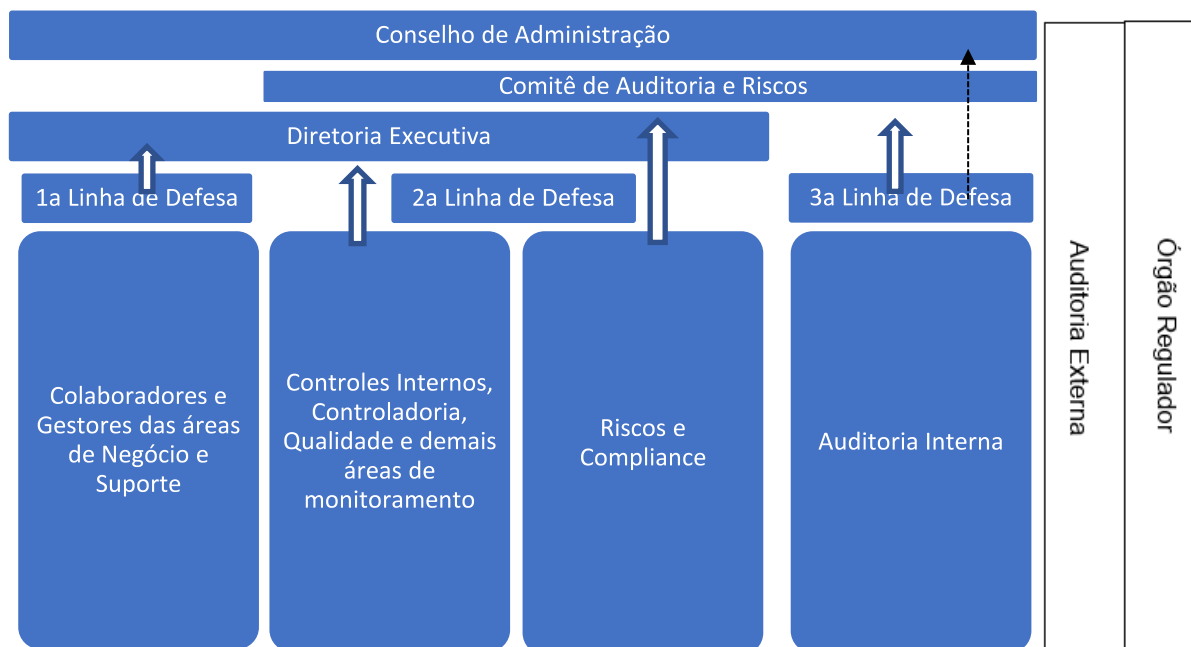 Conselho de Administração
Comitê de Auditoria e Riscos
Diretoria Executiva
1a Linha de Defesa
2a Linha de Defesa
3a Linha de Defesa
Colaboradores e
Gestores das áreas
de Negócio e
Suporte
Controles Internos,
Controladoria,
Qualidade e demais
áreas de
monitoramento
Riscos e
Compliance
Auditoria Interna
Auditoria Externa
Órgão Regulador